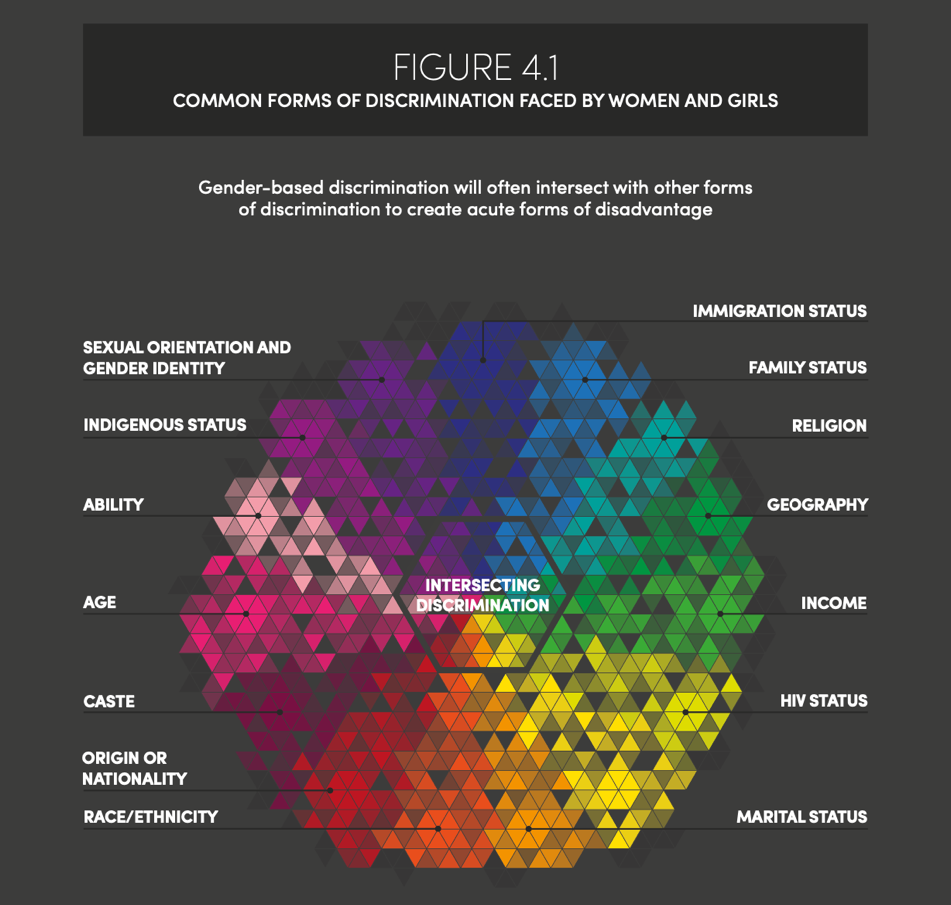 FIGURE 4.1
COMMON FORMS OF DISCRIMINATION FACED BY WOMEN AND GIRLS
Gender-based discrimination will often intersect with other forms
of discrimination to create acute forms of disadvantage
IMMIGRATION STATUS
SEXUAL ORIENTATION AND
GENDER IDENTITY
FAMILY STATUS
INDIGENOUS STATUS
RELIGION
ABILITY
GEOGRAPHY
INTERSECTING
DISCRIMINATION
AGE
INCOME
CASTE
HIV STATUS
ORIGIN OR
NATIONALITY
RACE/ETHNICITY
MARITAL STATUS